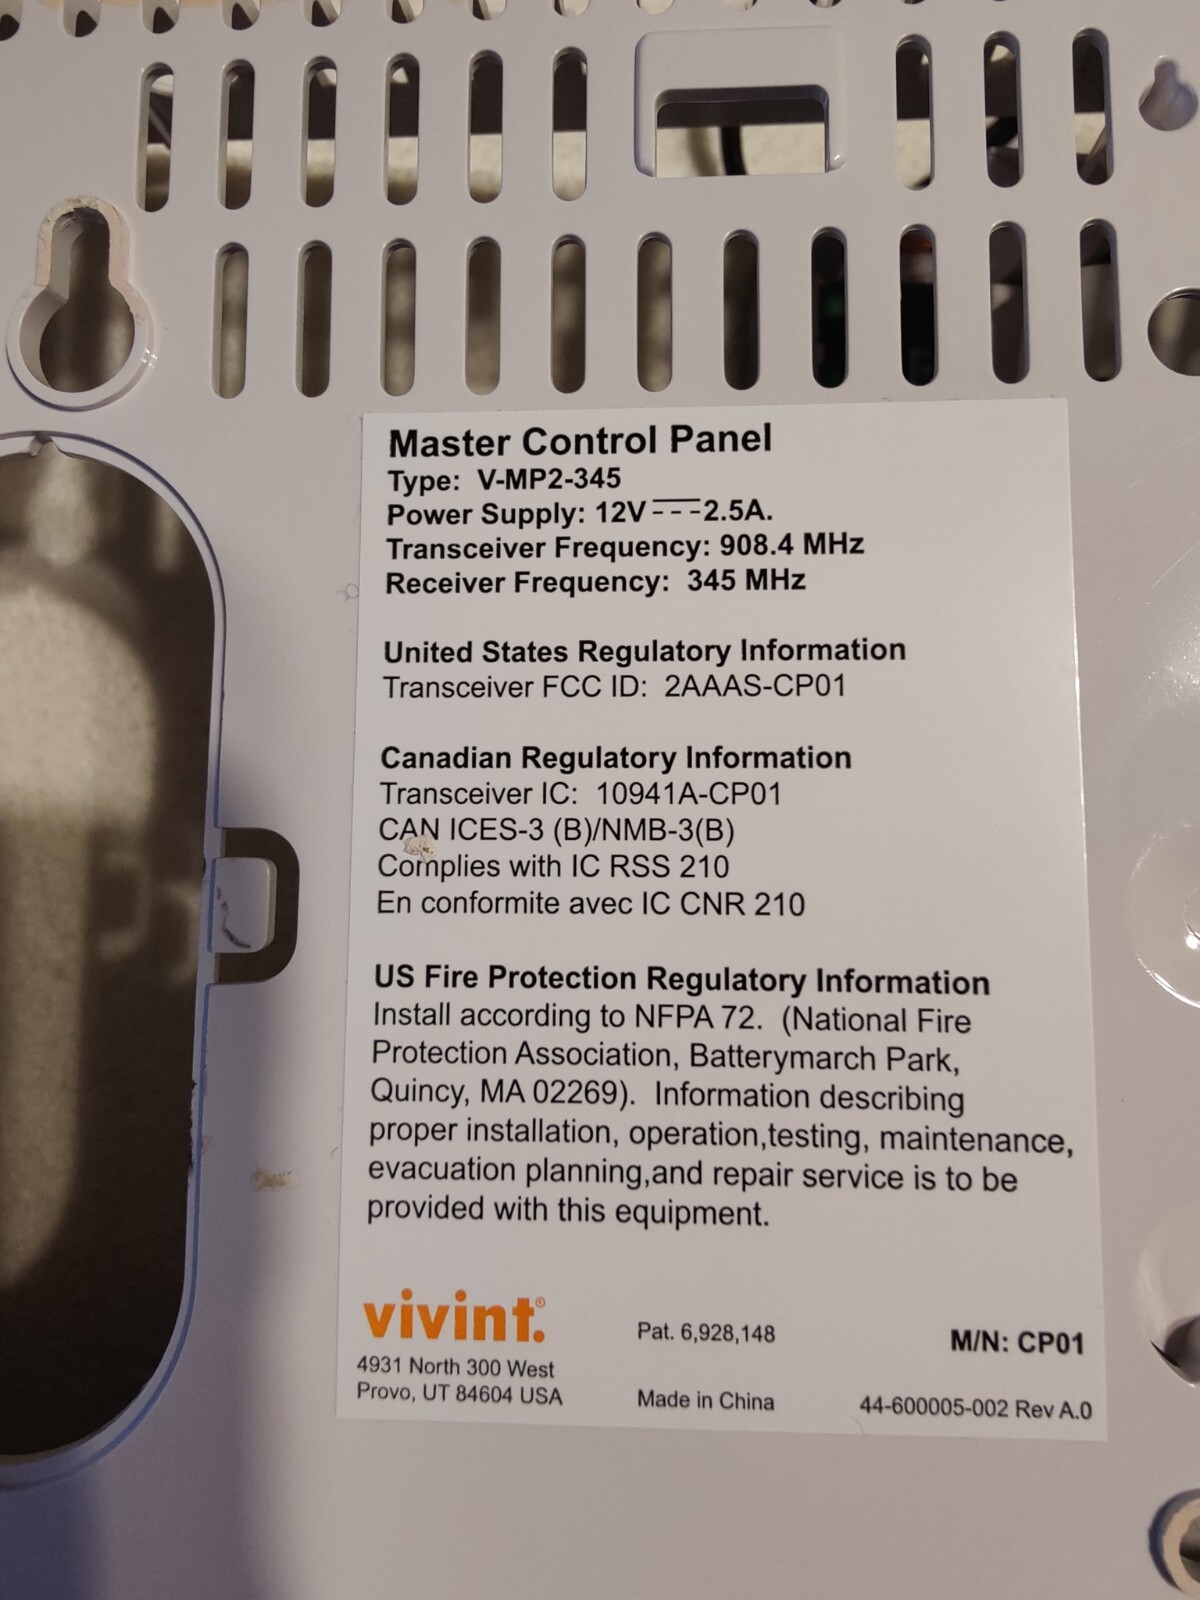 Master Control Panel
Type: V-MP2-345
Power Supply: 12V ⎓ 2.5A.
Transceiver Frequency: 908.4 MHz
Receiver Frequency: 345 MHz
United States Regulatory Information
Transceiver FCC ID: 2AAAS-CP01
Canadian Regulatory Information
Transceiver IC: 10941A-CP01
CAN ICES-3 (B)/NMB-3(B)
Complies with IC RSS 210
En conformite avec IC CNR 210
US Fire Protection Regulatory Information
Install according to NFPA 72. (National Fire
Protection Association, Batterymarch Park,
Quincy, MA 02269). Information describing
proper installation, operation,testing, maintenance,
evacuation planning,and repair service is to be
provided with this equipment.
vivint.®
4931 North 300 West
Provo, UT 84604 USA
Pat. 6,928,148
Made in China
M/N: CP01
44-600005-002 Rev A.0